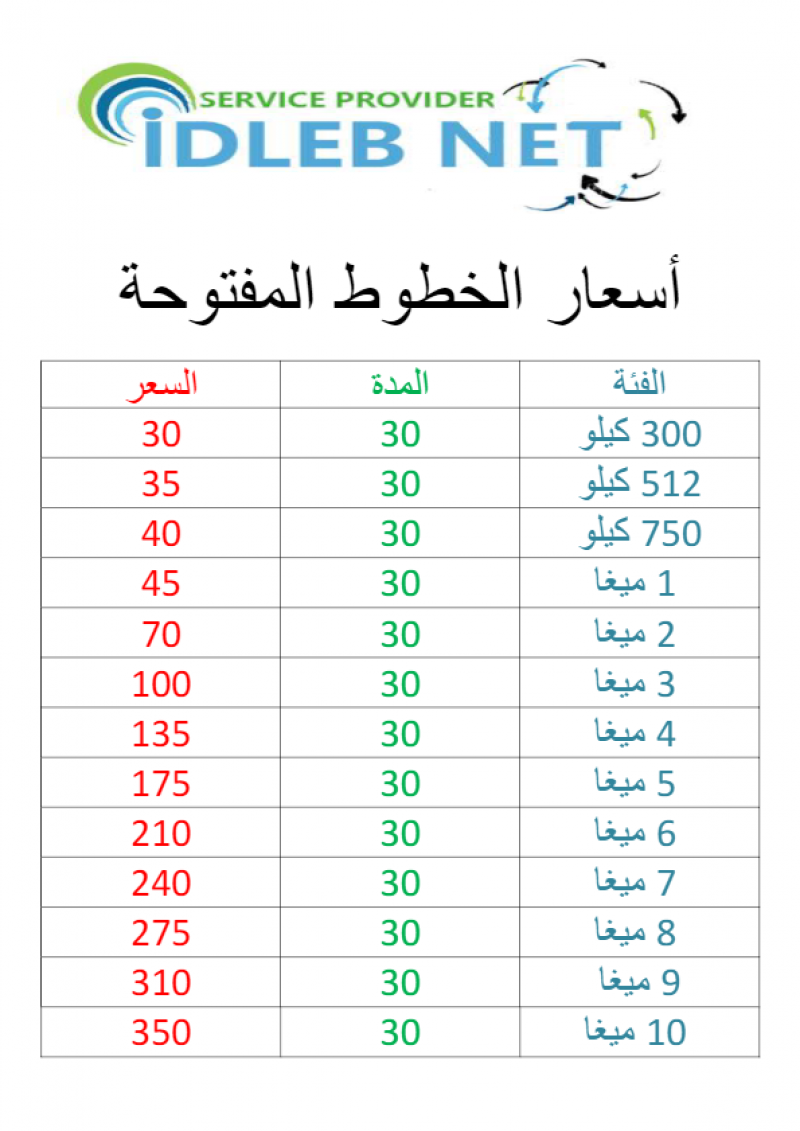 SERVICE PROVIDER
iDLEB NET
أسعار الخطوط المفتوحة
الفئة المدة السعر
300 كيلو 30 30
512 كيلو 30 35
750 كيلو 30 40
1 ميغا 30 45
2 ميغا 30 70
3 ميغا 30 100
4 ميغا 30 135
5 ميغا 30 175
6 ميغا 30 210
7 ميغا 30 240
8 ميغا 30 275
9 ميغا 30 310
10 ميغا 30 350